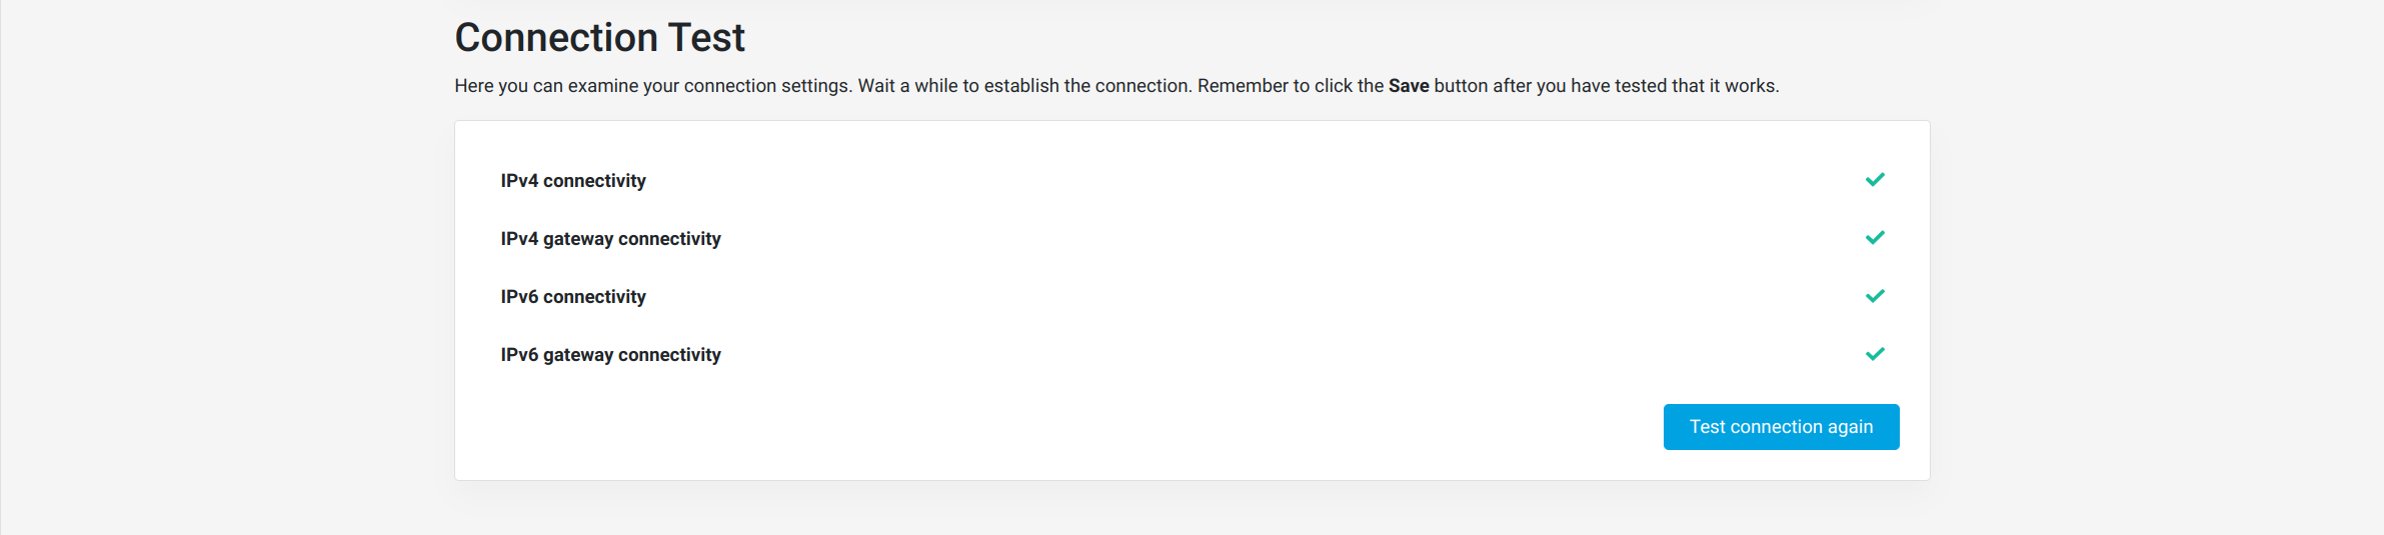 Connection Test
Here you can examine your connection settings. Wait a while to establish the connection. Remember to click the Save button after you have tested that it works.
IPv4 connectivity
IPv4 gateway connectivity
IPv6 connectivity
IPv6 gateway connectivity
Test connection again